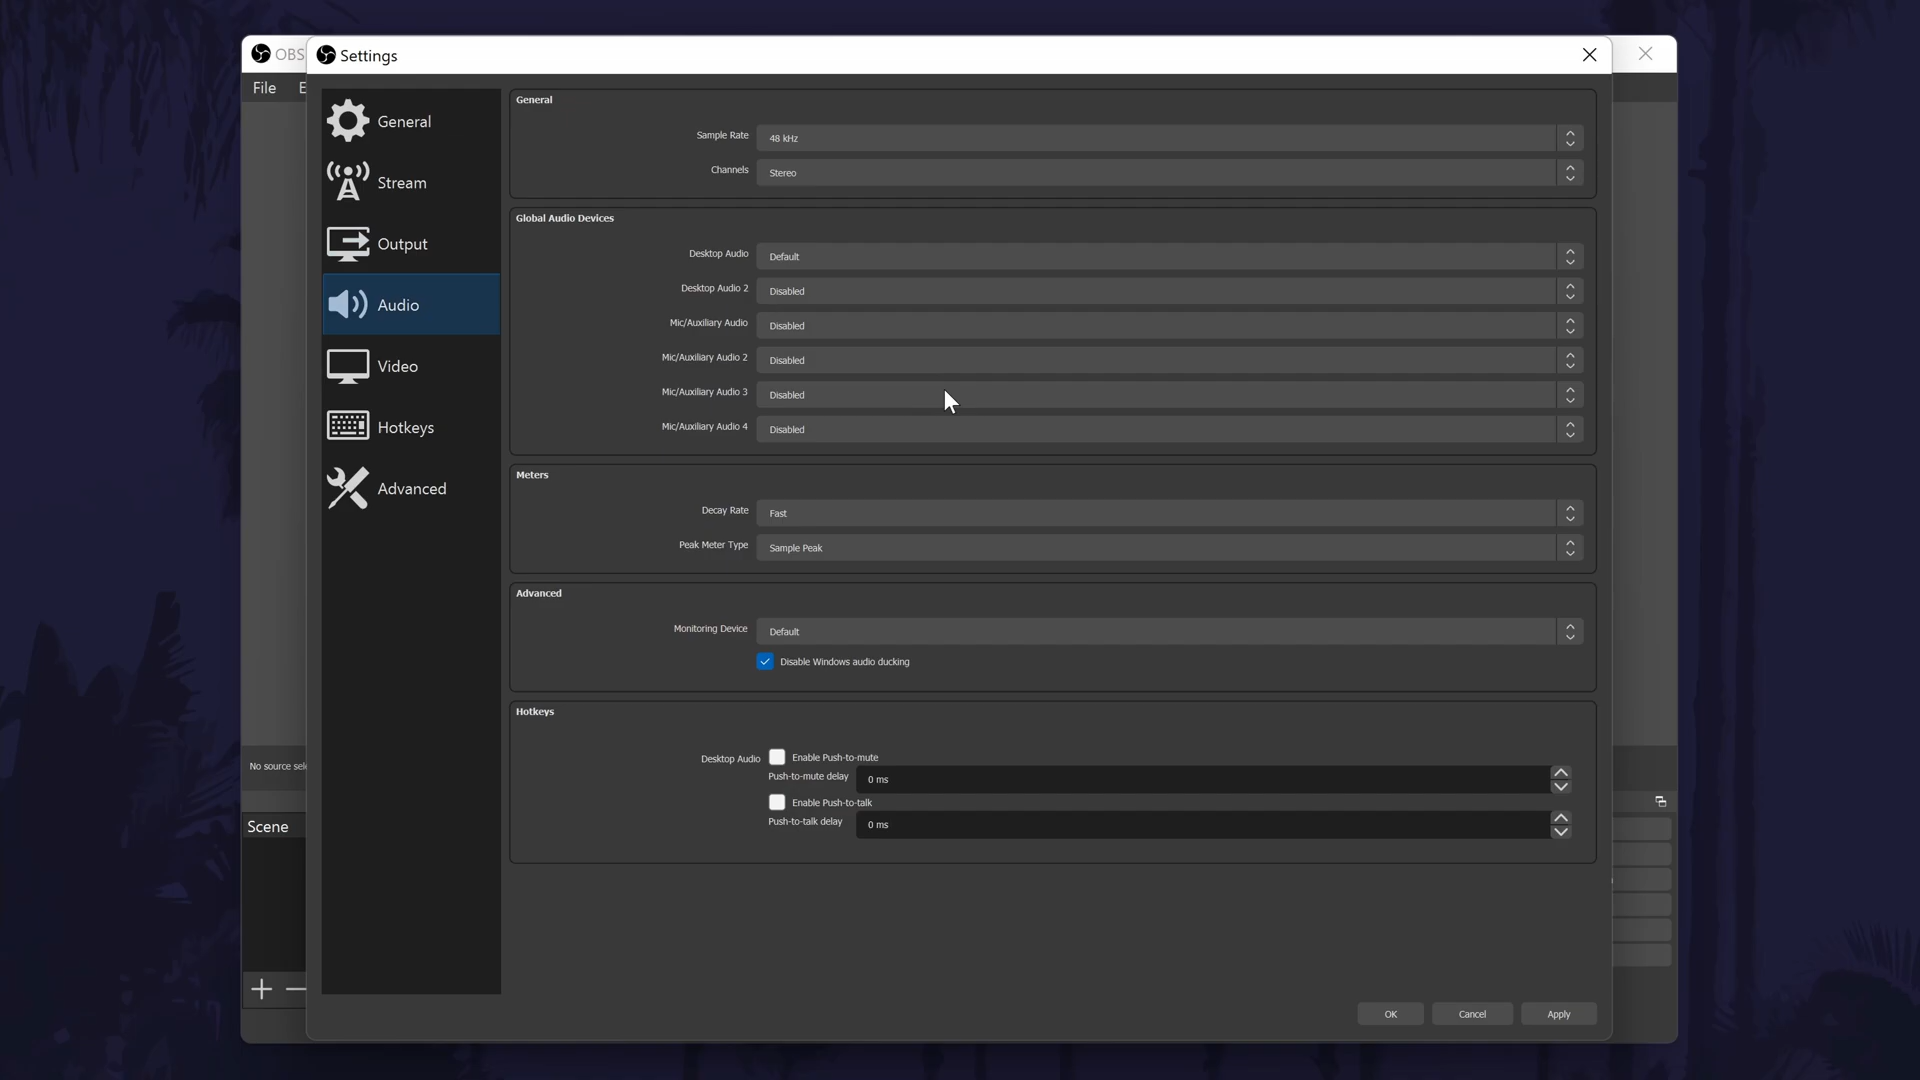 OBS
Settings
File
E
General
Stream
Output
Audio
Video
Hotkeys
Advanced
General
Sample Rate 48 kHz
Channels Stereo
Global Audio Devices
Desktop Audio Default
Desktop Audio 2 Disabled
Mic/Auxiliary Audio Disabled
Mic/Auxiliary Audio 2 Disabled
Mic/Auxiliary Audio 3 Disabled
Mic/Auxiliary Audio 4 Disabled
Meters
Decay Rate Fast
Peak Meter Type Sample Peak
Advanced
Monitoring Device Default
Disable Windows audio ducking
Hotkeys
Desktop Audio Enable Push-to-mute
Push-to-mute delay 0 ms
Enable Push-to-talk
Push-to-talk delay 0 ms
No source sel
Scene
OK Cancel Apply